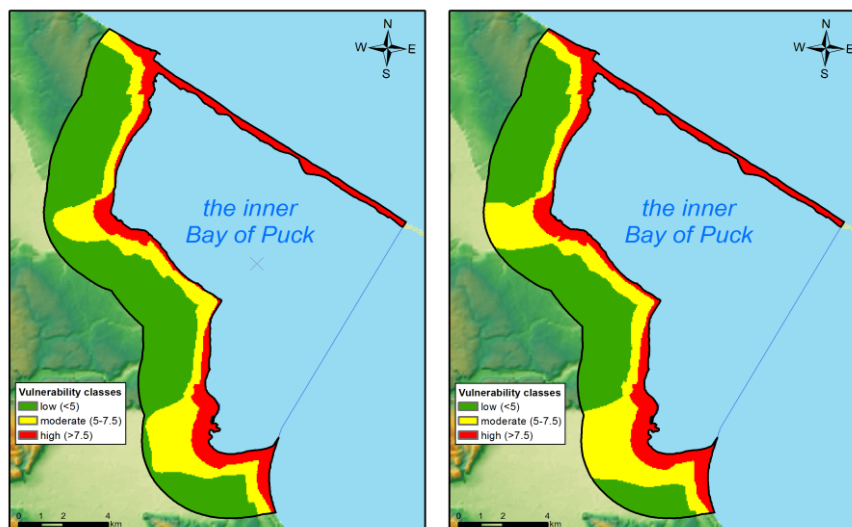 N
W E
S
the inner
Bay of Puck
Vulnerability classes
low (<5)
moderate (5-7.5)
high (>7.5)
0 1 2 4
km
N
W E
S
the inner
Bay of Puck
Vulnerability classes
low (<5)
moderate (5-7.5)
high (>7.5)
0 1 2 4
km